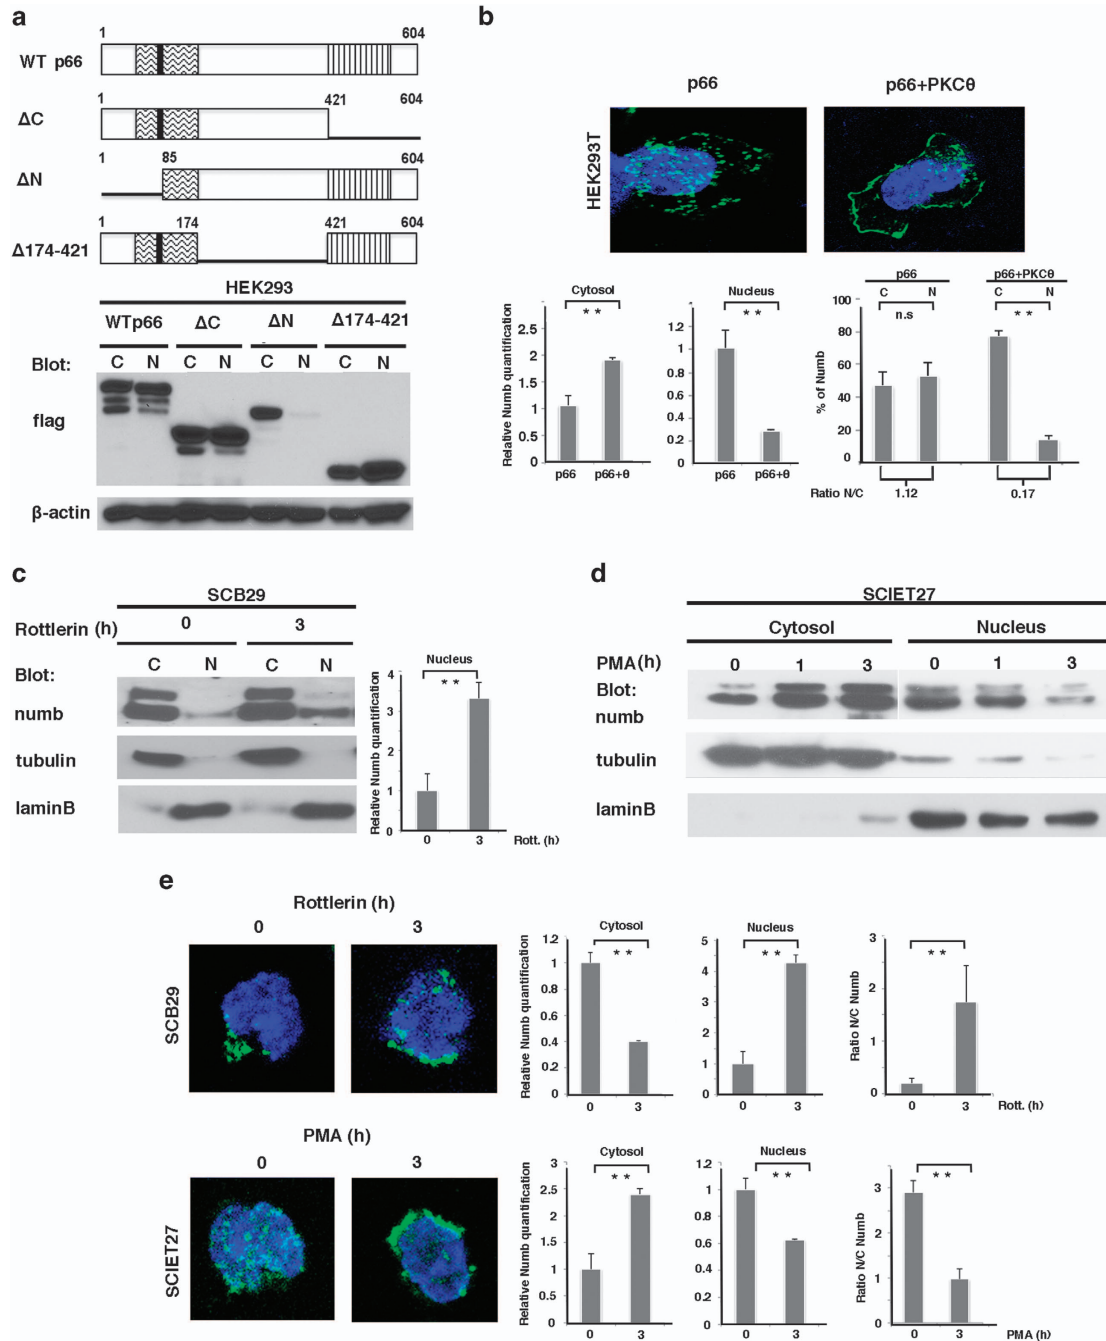 a
1 604
WT p66
1 421 604
ΔC
1 85 604
ΔN
1 174 421 604
Δ174-421
HEK293
WTp66 ΔC ΔN Δ174-421
Blot: C N C N C N C N
flag
β-actin
b
p66 p66+PKCθ
HEK293T
Cytosol
* *
Relative Numb quantification
2.5
2
1.5
1
0.5
0
p66 p66+θ
Nucleus
* *
1.2
1
0.8
0.6
0.4
0.2
0
p66 p66+θ
p66 p66+PKCθ
C N C N
n.s * *
% of Numb
100
80
60
40
20
0
Ratio N/C 1.12 0.17
c
SCB29
Rottlerin (h) 0 3
Blot: C N C N
numb
tubulin
laminB
Nucleus
* *
Relative Numb quantification
4
3
2
1
0
0 3 Rott. (h)
d
SCIET27
Cytosol Nucleus
PMA(h) 0 1 3 0 1 3
Blot:
numb
tubulin
laminB
e
Rottlerin (h)
0 3
SCB29
Cytosol
* *
Relative Numb quantification
1.2
1
0.8
0.6
0.4
0.2
0
0 3
Nucleus
* *
5
4
3
2
1
0
0 3
* *
Ratio N/C Numb
3
2
1
0
0 3 Rott. (h)
PMA (h)
0 3
SCIET27
Cytosol
* *
Relative Numb quantification
3
2.5
2
1.5
1
0.5
0
0 3
Nucleus
* *
1.2
1
0.8
0.6
0.4
0.2
0
0 3
* *
Ratio N/C Numb
3
2
1
0
0 3
PMA (h)